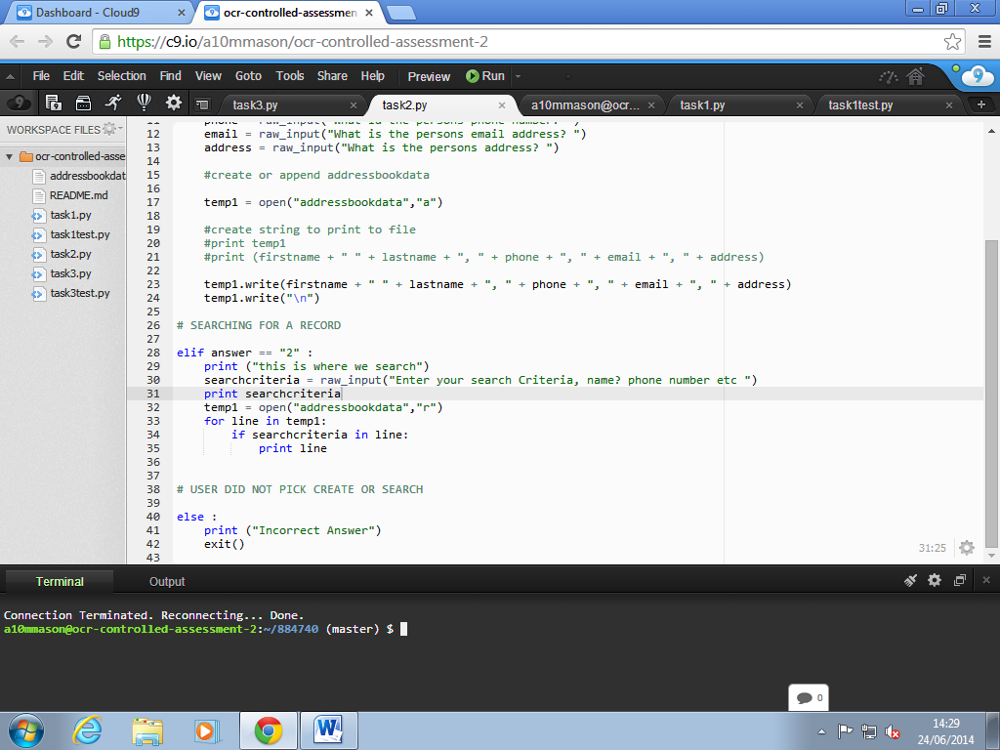 Dashboard - Cloud9
ocr-controlled-assessmen
https://c9.io/a10mmason/ocr-controlled-assessment-2
File Edit Selection Find View Goto Tools Share Help Preview Run
task3.py task2.py a10mmason@ocr... task1.py task1test.py
WORKSPACE FILES
ocr-controlled-asse
addressbookdat
README.md
task1.py
task1test.py
task2.py
task3.py
task3test.py
12 email = raw_input("What is the persons email address? ")
13 address = raw_input("What is the persons address? ")
14
15 #create or append addressbookdata
16
17 temp1 = open("addressbookdata","a")
18
19 #create string to print to file
20 #print temp1
21 #print (firstname + " " + lastname + ", " + phone + ", " + email + ", " + address)
22
23 temp1.write(firstname + " " + lastname + ", " + phone + ", " + email + ", " + address)
24 temp1.write("\n")
25
26 # SEARCHING FOR A RECORD
27
28 elif answer == "2" :
29 print ("this is where we search")
30 searchcriteria = raw_input("Enter your search Criteria, name? phone number etc ")
31 print searchcriteria
32 temp1 = open("addressbookdata","r")
33 for line in temp1:
34 if searchcriteria in line:
35 print line
36
37
38 # USER DID NOT PICK CREATE OR SEARCH
39
40 else :
41 print ("Incorrect Answer")
42 exit()
43
31:25
Terminal Output
Connection Terminated. Reconnecting... Done.
a10mmason@ocr-controlled-assessment-2:~/884740 (master) $
0
14:29
24/06/2014